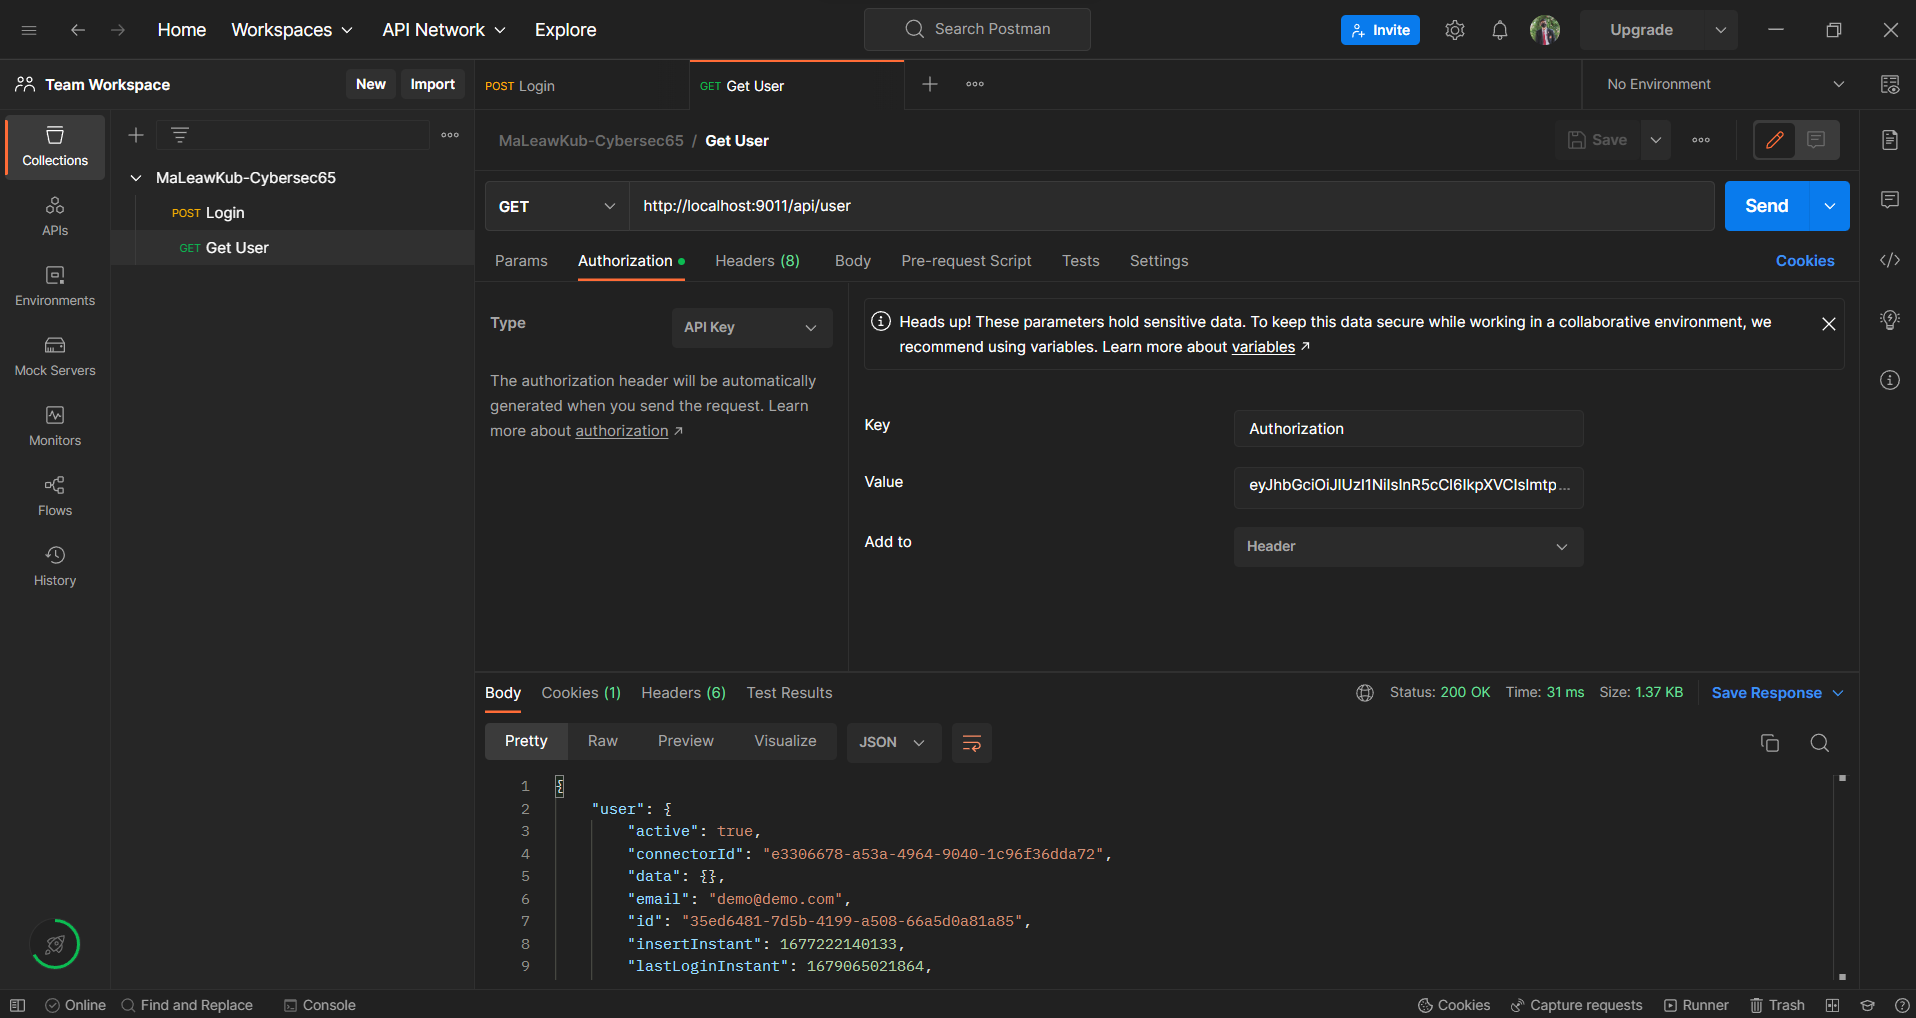 Home
Workspaces
API Network
Explore
Search Postman
Invite
Upgrade
Team Workspace
New
Import
POST Login
GET Get User
No Environment
Collections
APIs
Environments
Mock Servers
Monitors
Flows
History
MaLeawKub-Cybersec65
POST Login
GET Get User
MaLeawKub-Cybersec65 / Get User
Save
GET
http://localhost:9011/api/user
Send
Params
Authorization
Headers (8)
Body
Pre-request Script
Tests
Settings
Cookies
Type
API Key
The authorization header will be automatically
generated when you send the request. Learn
more about authorization ↗
Heads up! These parameters hold sensitive data. To keep this data secure while working in a collaborative environment, we
recommend using variables. Learn more about variables ↗
Key
Authorization
Value
eyJhbGciOiJIUzI1NiIsInR5cCI6IkpXVCIsImtp...
Add to
Header
Body
Cookies (1)
Headers (6)
Test Results
Status: 200 OK
Time: 31 ms
Size: 1.37 KB
Save Response
Pretty
Raw
Preview
Visualize
JSON
1 {
2 "user": {
3 "active": true,
4 "connectorId": "e3306678-a53a-4964-9040-1c96f36dda72",
5 "data": {},
6 "email": "demo@demo.com",
7 "id": "35ed6481-7d5b-4199-a508-66a5d0a81a85",
8 "insertInstant": 1677222140133,
9 "lastLoginInstant": 1679065021864,
Online
Find and Replace
Console
Cookies
Capture requests
Runner
Trash